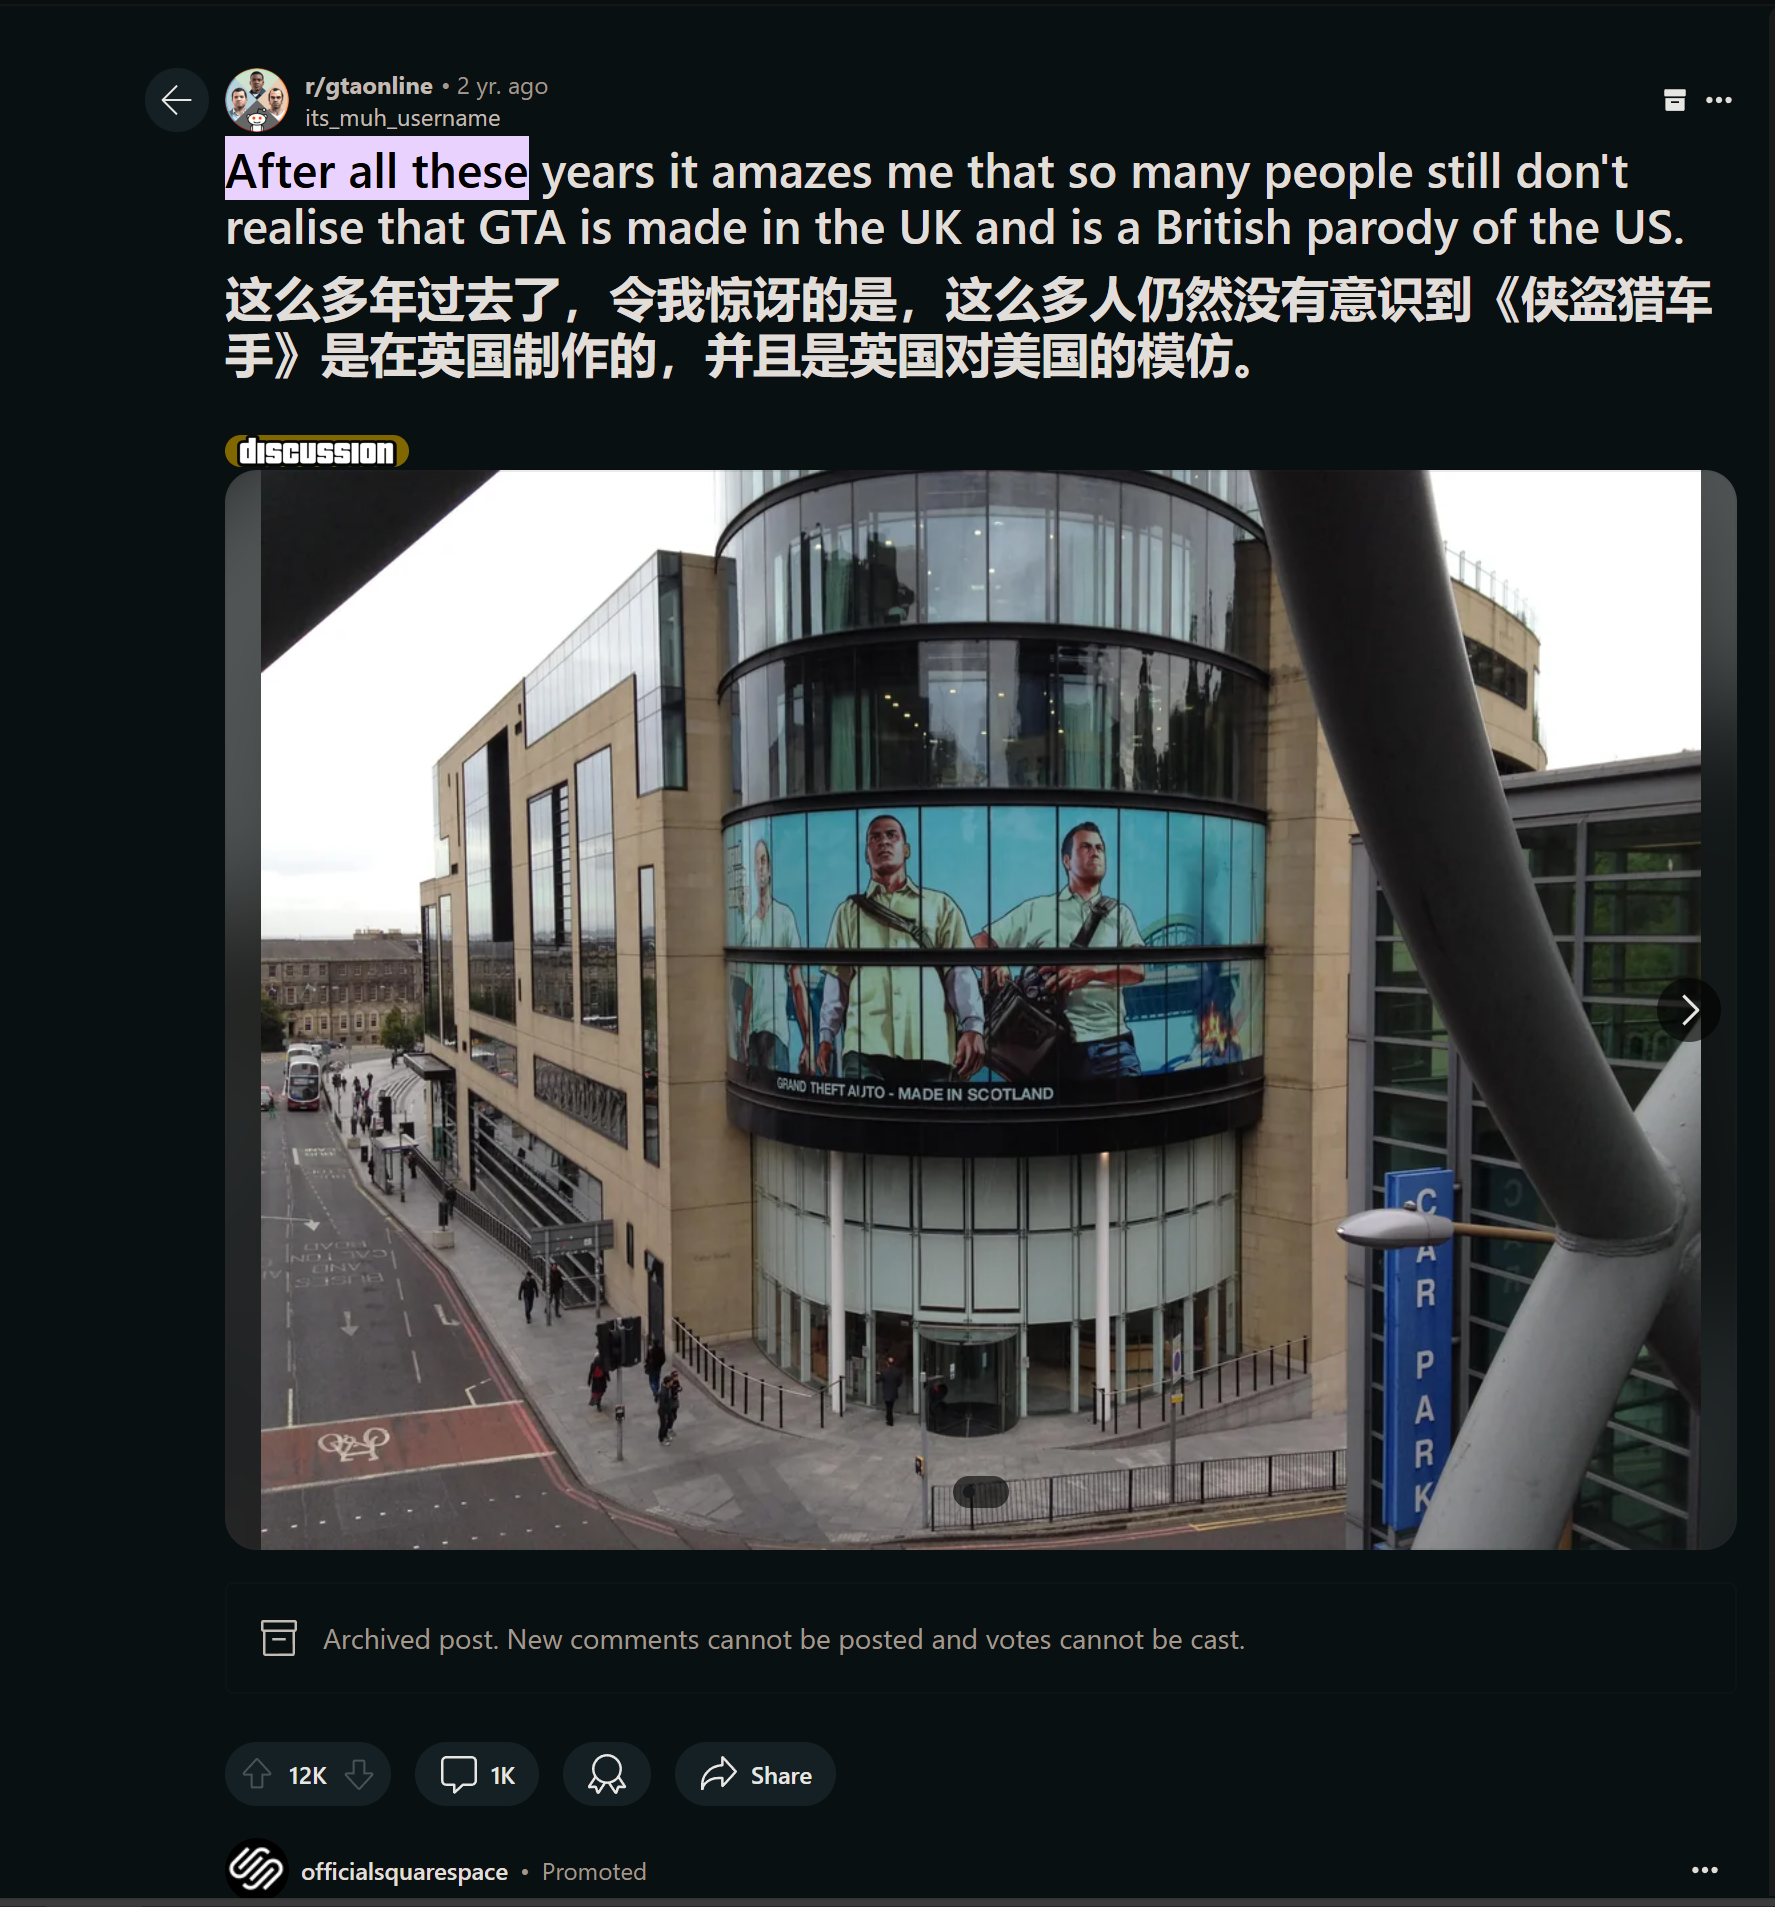 r/gtaonline • 2 yr. ago
its_muh_username
After all these years it amazes me that so many people still don't
realise that GTA is made in the UK and is a British parody of the US.
这么多年过去了，令我惊讶的是，这么多人仍然没有意识到《侠盗猎车
手》是在英国制作的，并且是英国对美国的模仿。
discussion
GRAND THEFT AUTO - MADE IN SCOTLAND
CAR PARK
Archived post. New comments cannot be posted and votes cannot be cast.
12K
1K
Share
officialsquarespace • Promoted